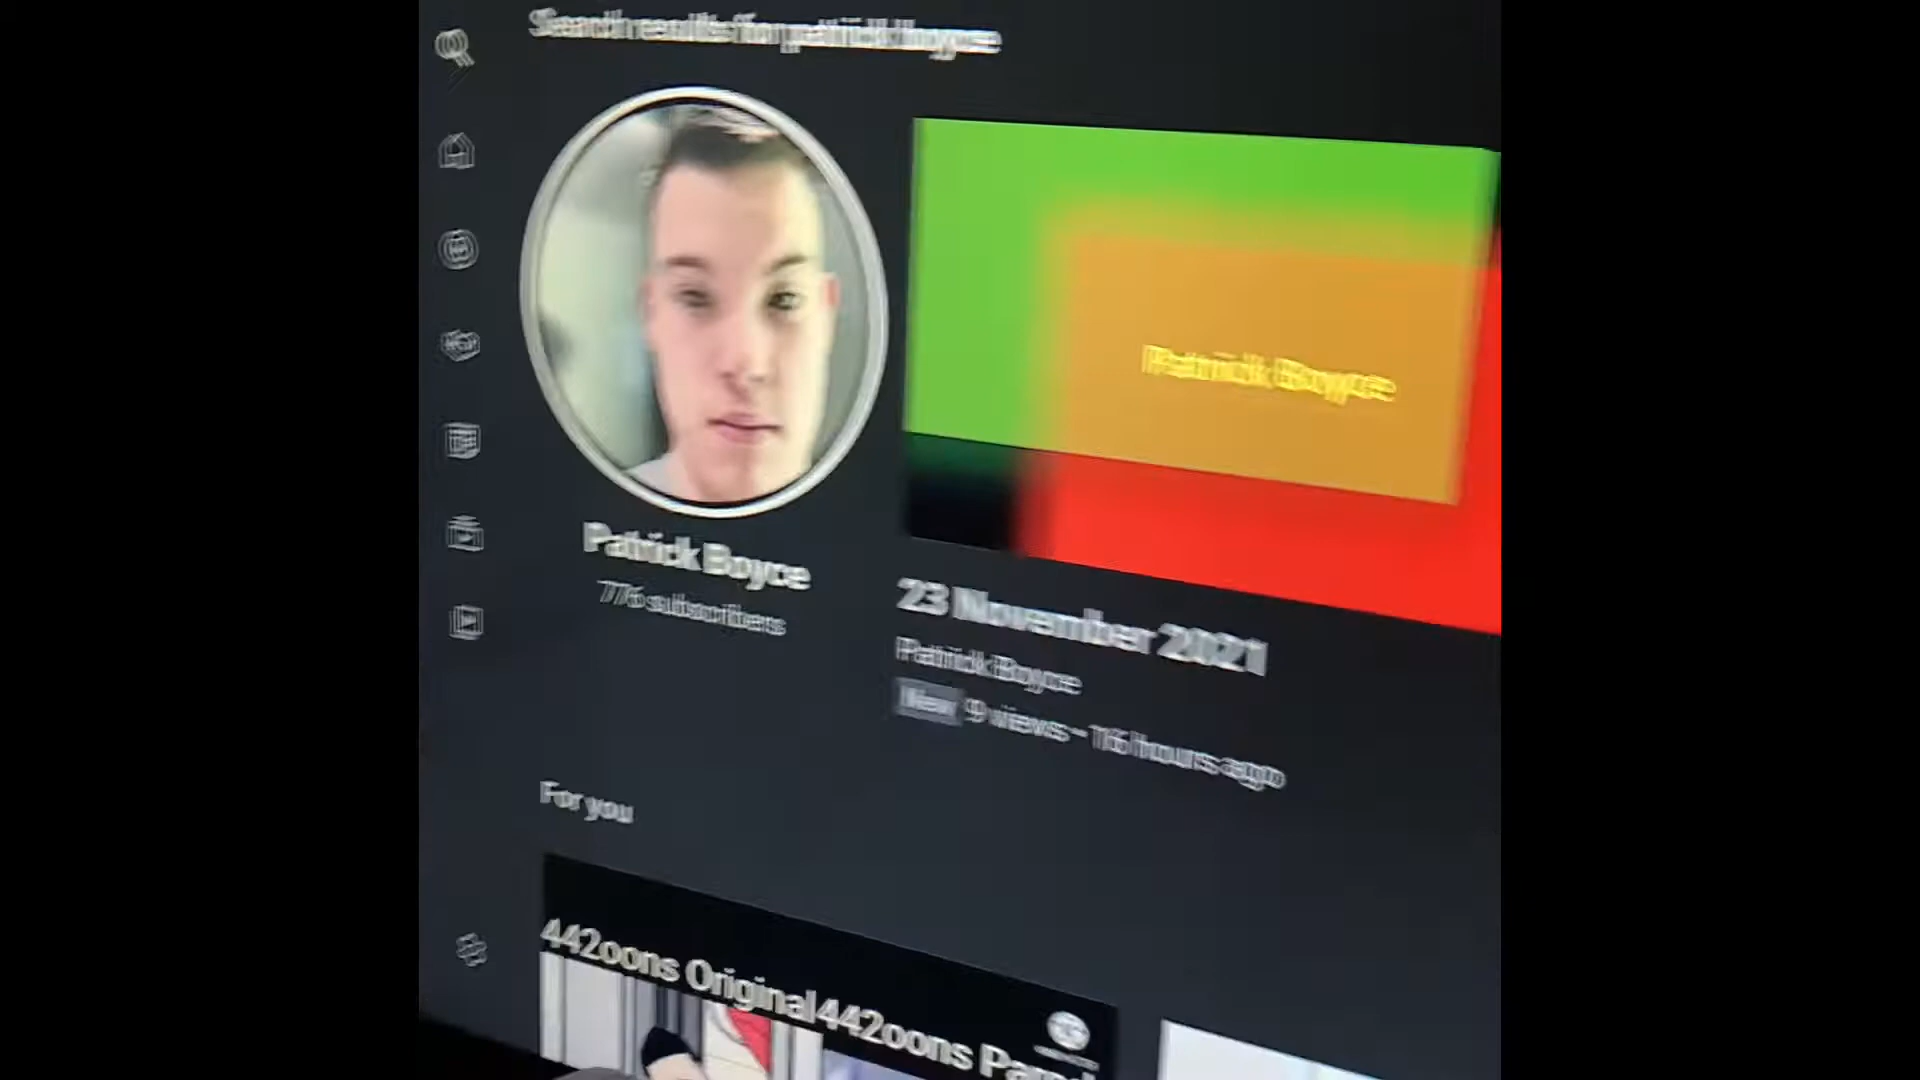 Search results for patrick boyce
Patrick Boyce
776 subscribers
Patrick Boyce
23 November 2021
Patrick Boyce
New 9 views - 16 hours ago
For you
442oons Original 442oons